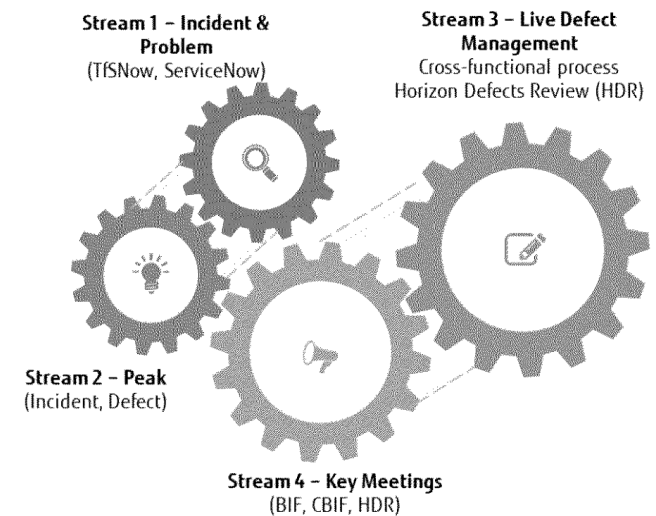 Stream 1 – Incident &
Problem
(TfSNow, ServiceNow)
Stream 3 – Live Defect
Management
Cross-functional process
Horizon Defects Review (HDR)
Stream 2 – Peak
(Incident, Defect)
Stream 4 – Key Meetings
(BIF, CBIF, HDR)